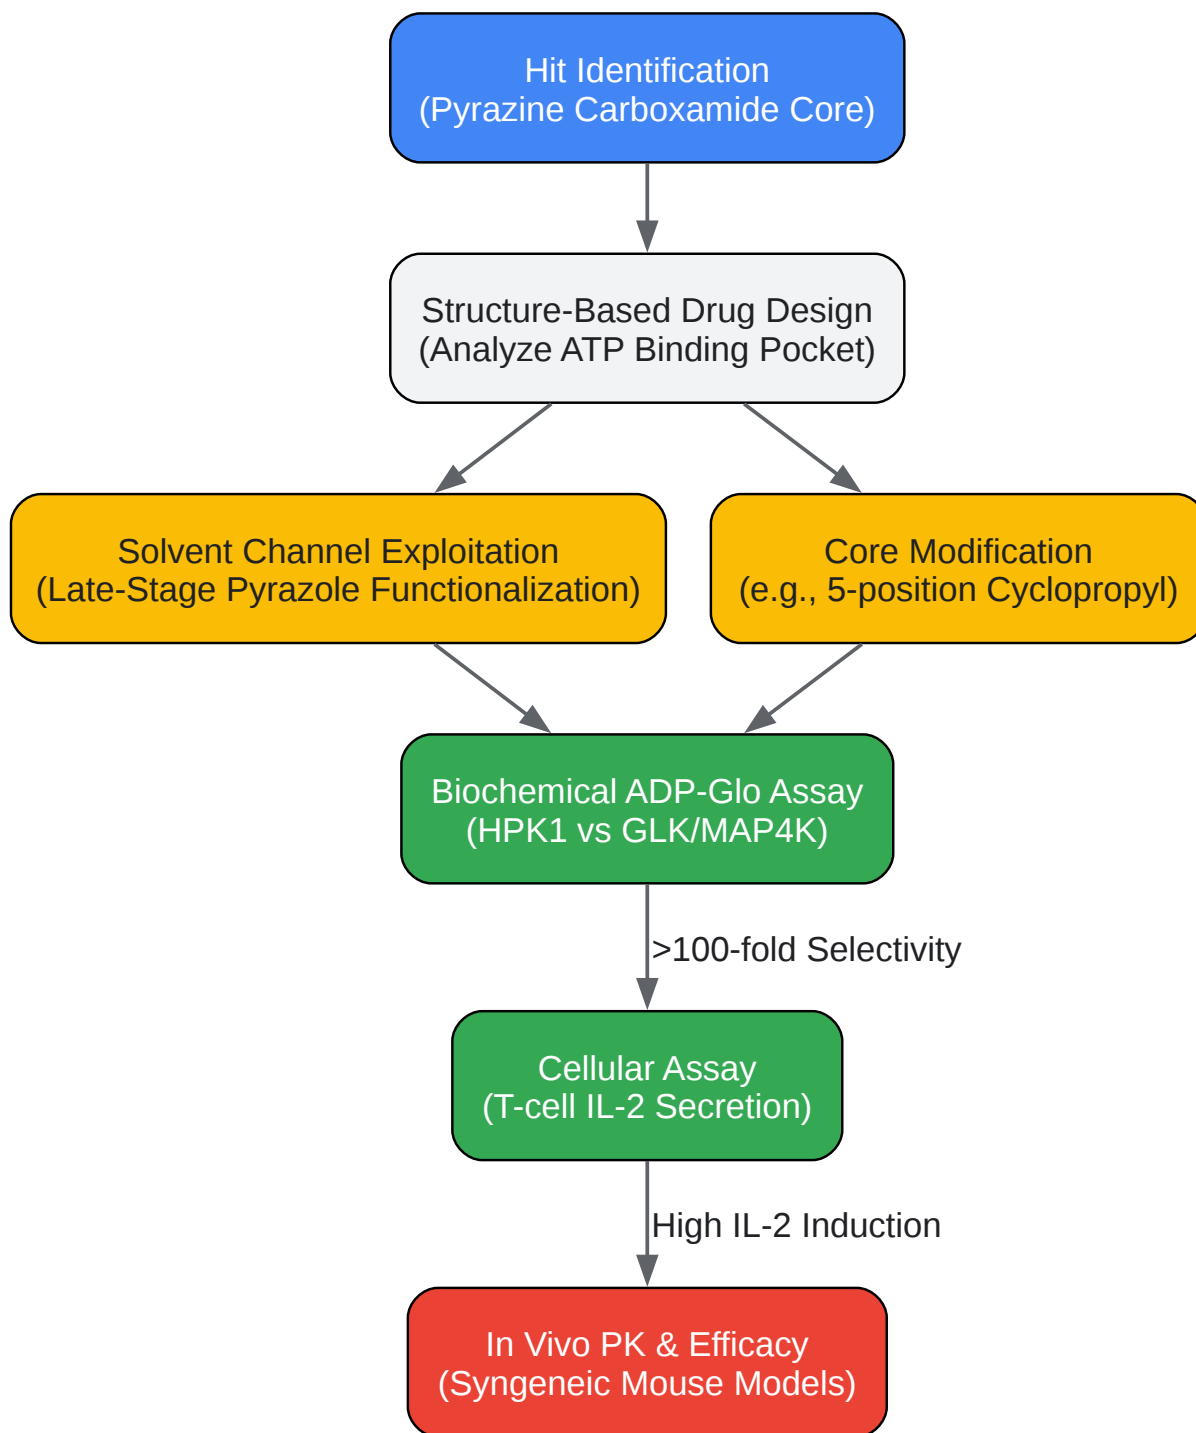 Hit Identification
(Pyrazine Carboxamide Core)
Structure-Based Drug Design
(Analyze ATP Binding Pocket)
Solvent Channel Exploitation
(Late-Stage Pyrazole Functionalization)
Core Modification
(e.g., 5-position Cyclopropyl)
Biochemical ADP-Glo Assay
(HPK1 vs GLK/MAP4K)
>100-fold Selectivity
Cellular Assay
(T-cell IL-2 Secretion)
High IL-2 Induction
In Vivo PK & Efficacy
(Syngeneic Mouse Models)